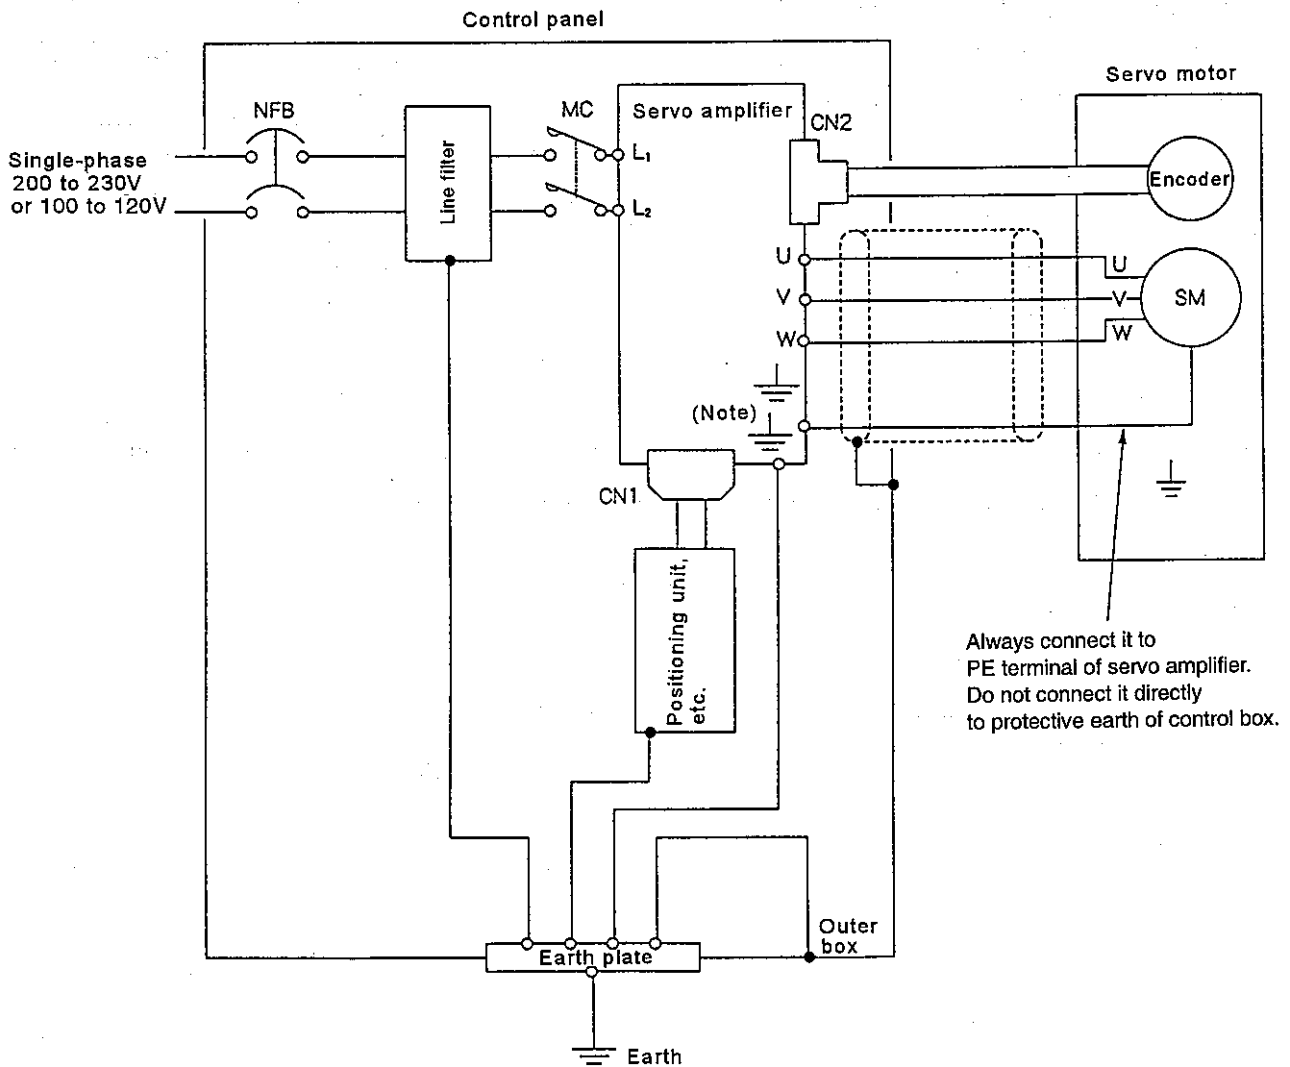 Control panel
Servo motor
NFB
MC
Servo amplifier
CN2
Single-phase
200 to 230V
or 100 to 120V
Line filter
L1
L2
Encoder
U
V
W
U
V
W
SM
(Note)
CN1
Positioning unit,
etc.
Always connect it to
PE terminal of servo amplifier.
Do not connect it directly
to protective earth of control box.
Outer
box
Earth plate
Earth